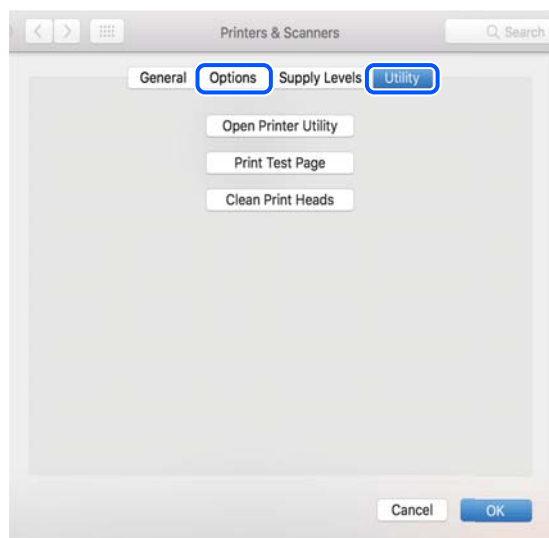 Printers & Scanners Search
General Options Supply Levels Utility
Open Printer Utility
Print Test Page
Clean Print Heads
Cancel OK